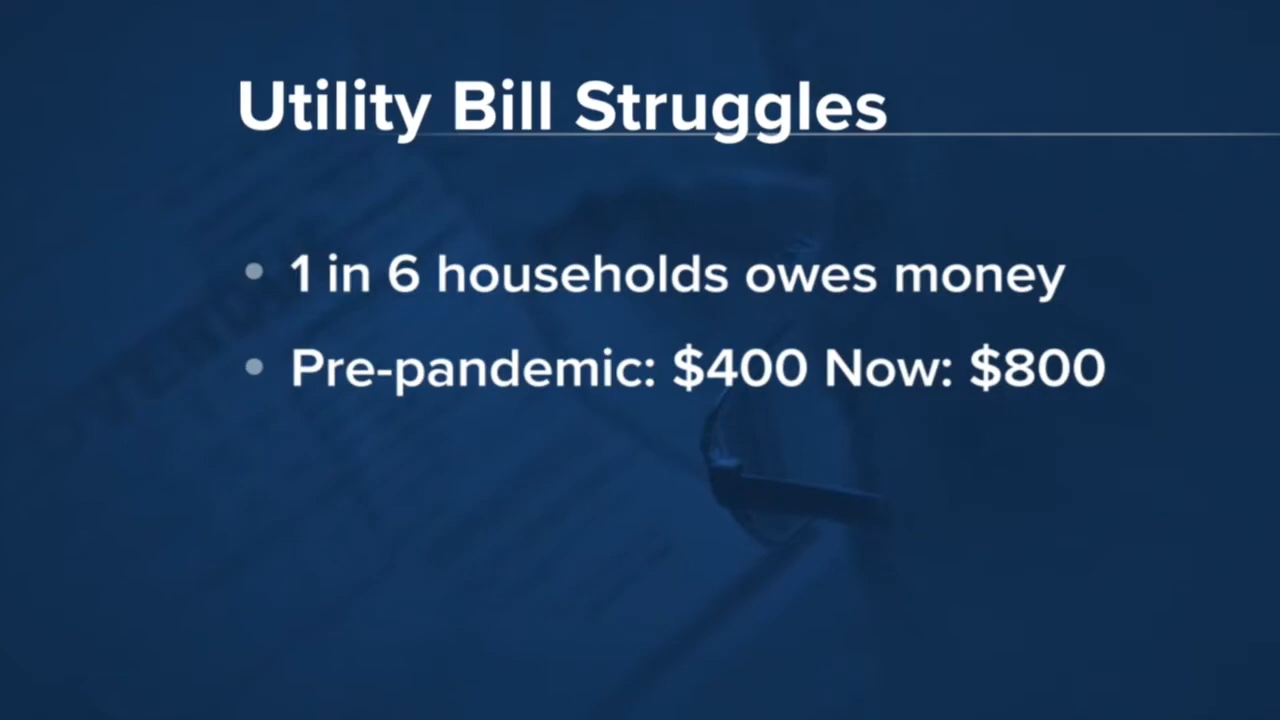 Utility Bill Struggles
• 1 in 6 households owes money
• Pre-pandemic: $400 Now: $800